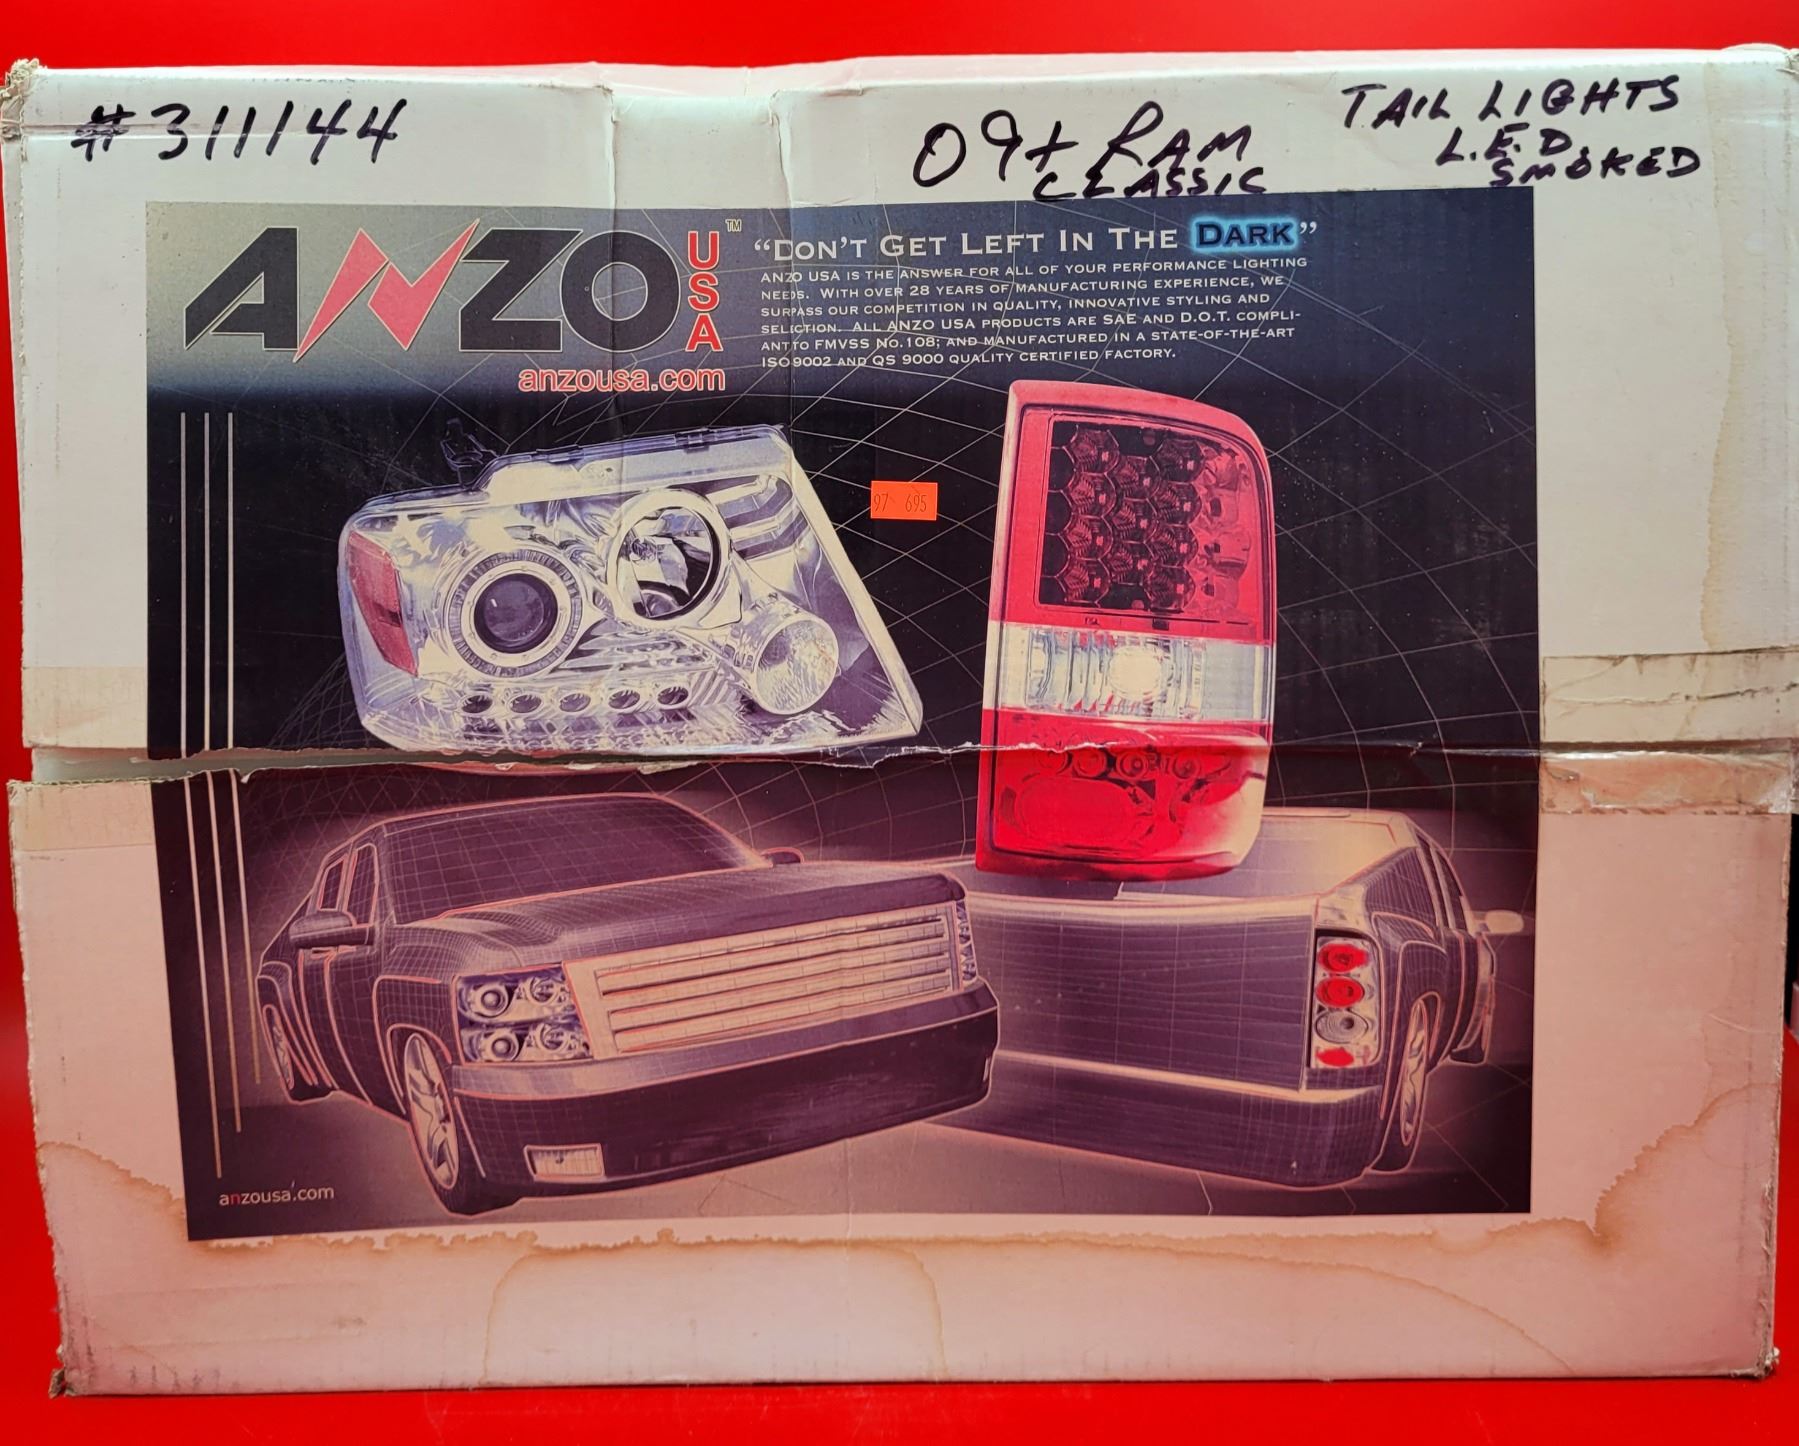 #311144
09+ RAM
CLASSIC
TAIL LIGHTS
L.E.D.
SMOKED
ANZO USA™
anzousa.com
"DON'T GET LEFT IN THE DARK"
ANZO USA IS THE ANSWER FOR ALL OF YOUR PERFORMANCE LIGHTING
NEEDS. WITH OVER 28 YEARS OF MANUFACTURING EXPERIENCE, WE
SURPASS OUR COMPETITION IN QUALITY, INNOVATIVE STYLING AND
SELECTION. ALL ANZO USA PRODUCTS ARE SAE AND D.O.T. COMPLI-
ANT TO FMVSS NO.108; AND MANUFACTURED IN A STATE-OF-THE-ART
ISO 9002 AND QS 9000 QUALITY CERTIFIED FACTORY.
97 695
anzousa.com